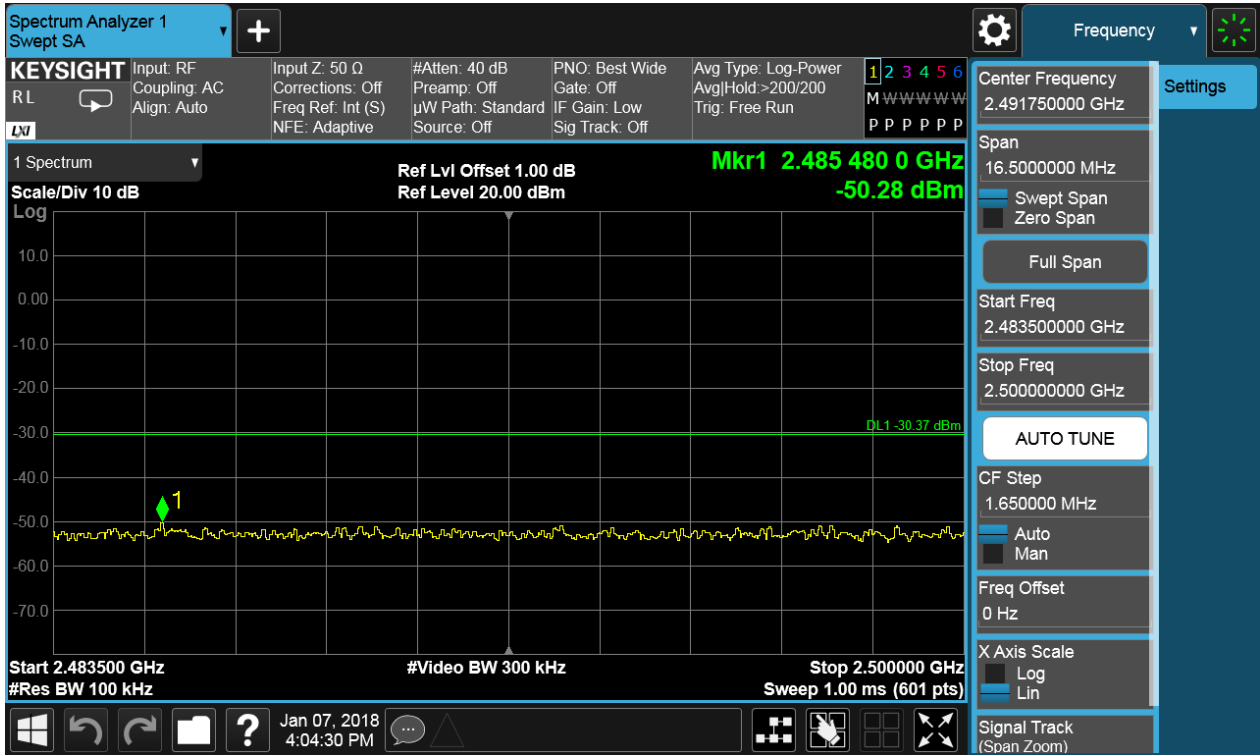 Spectrum Analyzer 1
Swept SA
Frequency
KEYSIGHT
R L
LXI
Input: RF
Coupling: AC
Align: Auto
Input Z: 50 Ω
Corrections: Off
Freq Ref: Int (S)
NFE: Adaptive
#Atten: 40 dB
Preamp: Off
µW Path: Standard
Source: Off
PNO: Best Wide
Gate: Off
IF Gain: Low
Sig Track: Off
Avg Type: Log-Power
Avg|Hold:>200/200
Trig: Free Run
1 2 3 4 5 6
M W W W W W
P P P P P P
1 Spectrum
Scale/Div 10 dB
Log
Ref Lvl Offset 1.00 dB
Ref Level 20.00 dBm
Mkr1 2.485 480 0 GHz
-50.28 dBm
10.0
0.00
-10.0
-20.0
-30.0
DL1 -30.37 dBm
-40.0
1
-50.0
-60.0
-70.0
Start 2.483500 GHz
#Res BW 100 kHz
#Video BW 300 kHz
Stop 2.500000 GHz
Sweep 1.00 ms (601 pts)
Jan 07, 2018
4:04:30 PM
Center Frequency
2.491750000 GHz
Span
16.5000000 MHz
Swept Span
Zero Span
Full Span
Start Freq
2.483500000 GHz
Stop Freq
2.500000000 GHz
AUTO TUNE
CF Step
1.650000 MHz
Auto
Man
Freq Offset
0 Hz
X Axis Scale
Log
Lin
Signal Track
(Span Zoom)
Settings